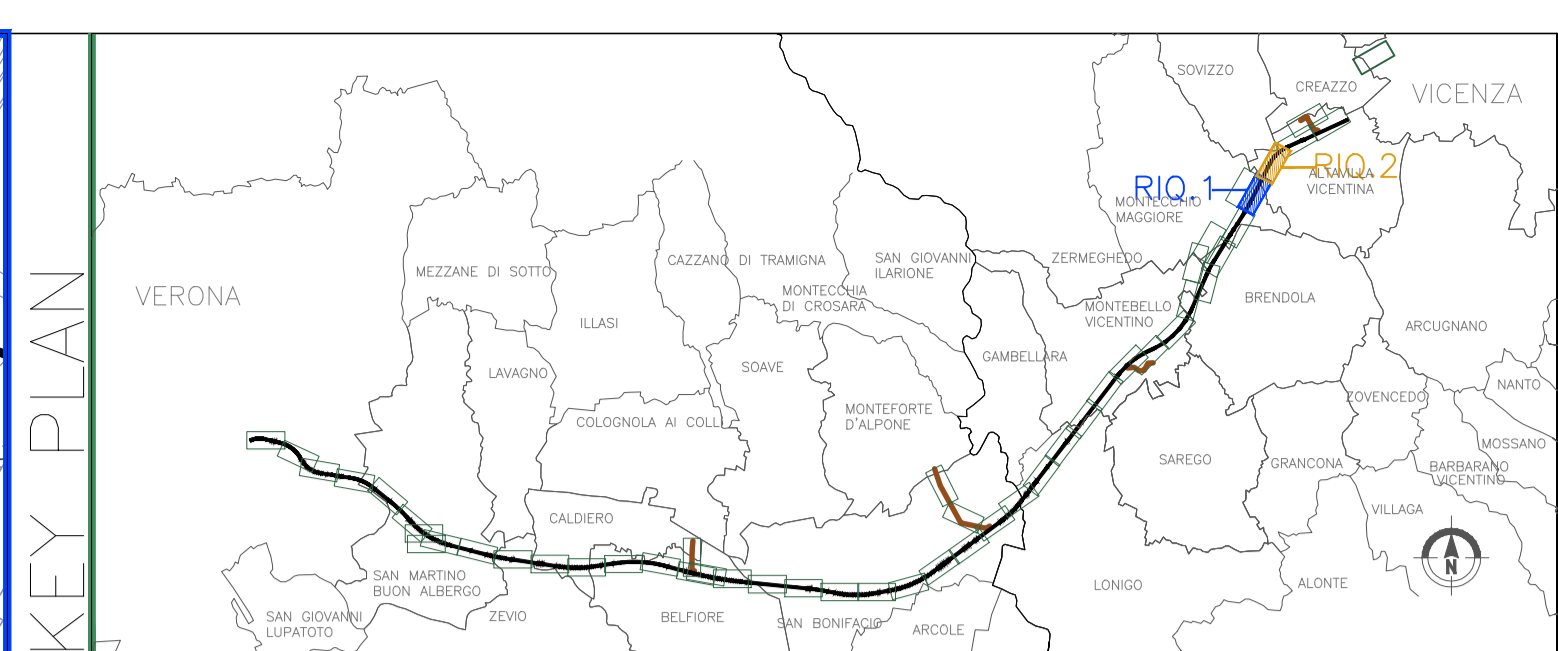 KEY PLAN
SOVIZZO
CREAZZO
VICENZA
RIQ.2
ALTAVILLA
VICENTINA
RIQ.1
MONTECCHIO
MAGGIORE
VERONA
MEZZANE DI SOTTO
CAZZANO DI TRAMIGNA
SAN GIOVANNI
ILARIONE
ZERMEGHEDO
MONTECCHIA
DI CROSARA
MONTEBELLO
VICENTINO
BRENDOLA
ILLASI
ARCUGNANO
GAMBELLARA
LAVAGNO
SOAVE
NANTO
ZOVENCEDO
MONTEFORTE
D'ALPONE
COLOGNOLA AI COLLI
MOSSANO
SAREGO
GRANCONA
BARBARANO
VICENTINO
VILLAGA
CALDIERO
N
SAN MARTINO
BUON ALBERGO
LONIGO
ALONTE
SAN GIOVANNI
LUPATOTO
ZEVIO
BELFIORE
SAN BONIFACIO
ARCOLE